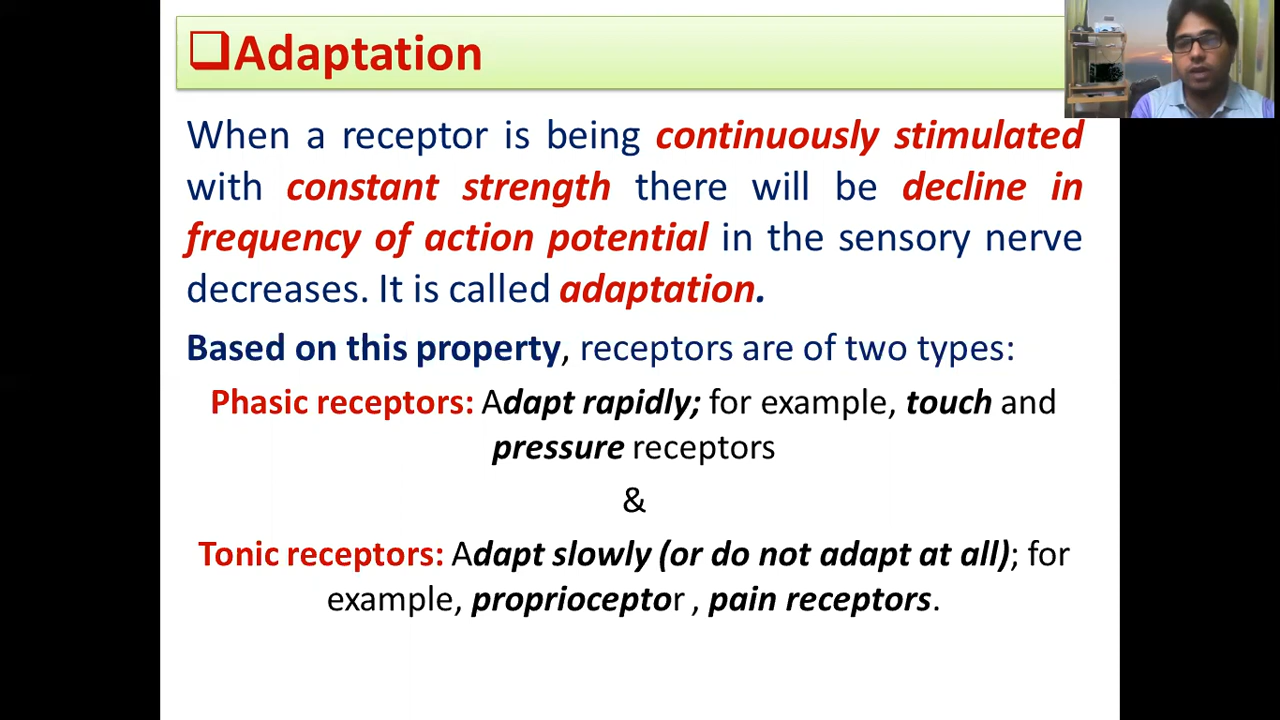 ❑Adaptation
When a receptor is being continuously stimulated
with constant strength there will be decline in
frequency of action potential in the sensory nerve
decreases. It is called adaptation.
Based on this property, receptors are of two types:
Phasic receptors: Adapt rapidly; for example, touch and
pressure receptors
&
Tonic receptors: Adapt slowly (or do not adapt at all); for
example, proprioceptor , pain receptors.